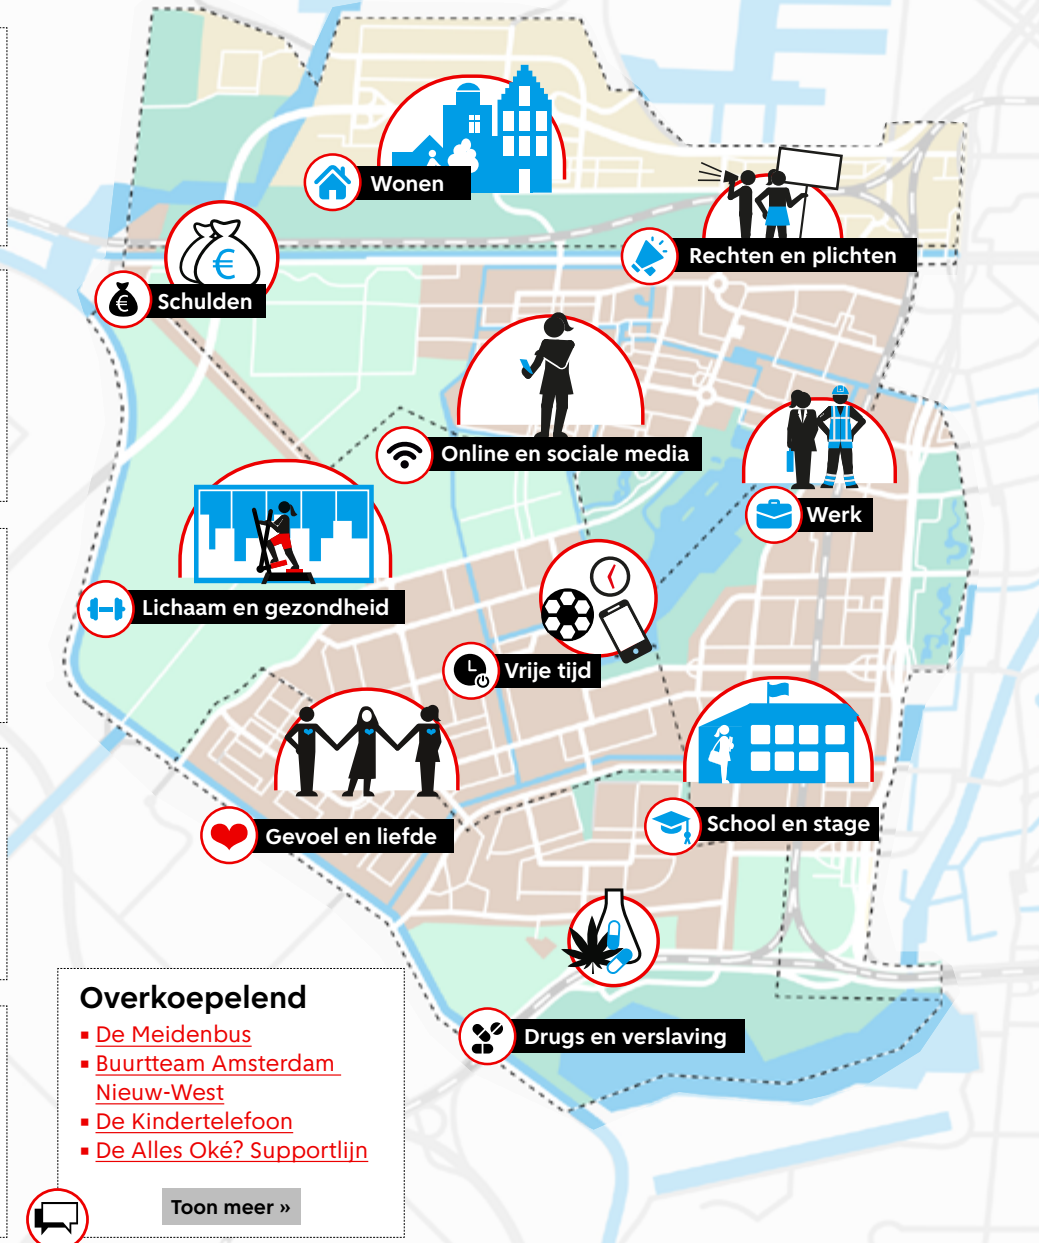 Wonen
Rechten en plichten
Schulden
Online en sociale media
Werk
Lichaam en gezondheid
Vrije tijd
Gevoel en liefde
School en stage
Drugs en verslaving
Overkoepelend
De Meidenbus
Buurtteam Amsterdam
Nieuw-West
De Kindertelefoon
De Alles Oké? Supportlijn
Toon meer »